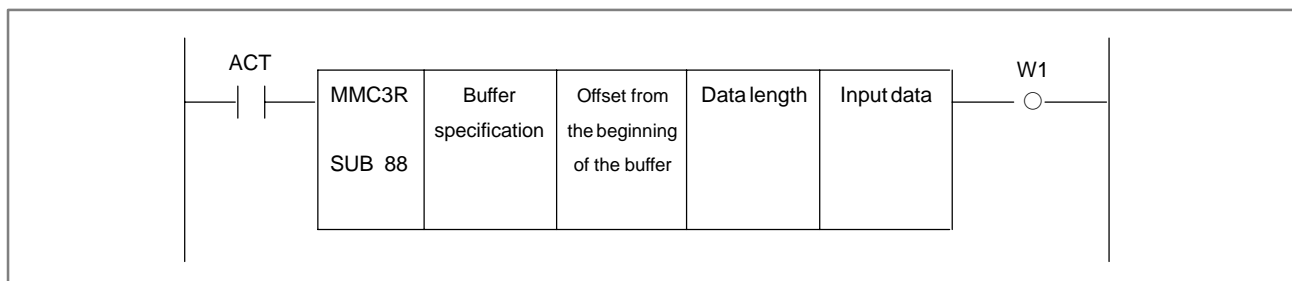 ACT
W1
MMC3R
SUB 88
Buffer
specification
Offset from
the beginning
of the buffer
Data length
Input data